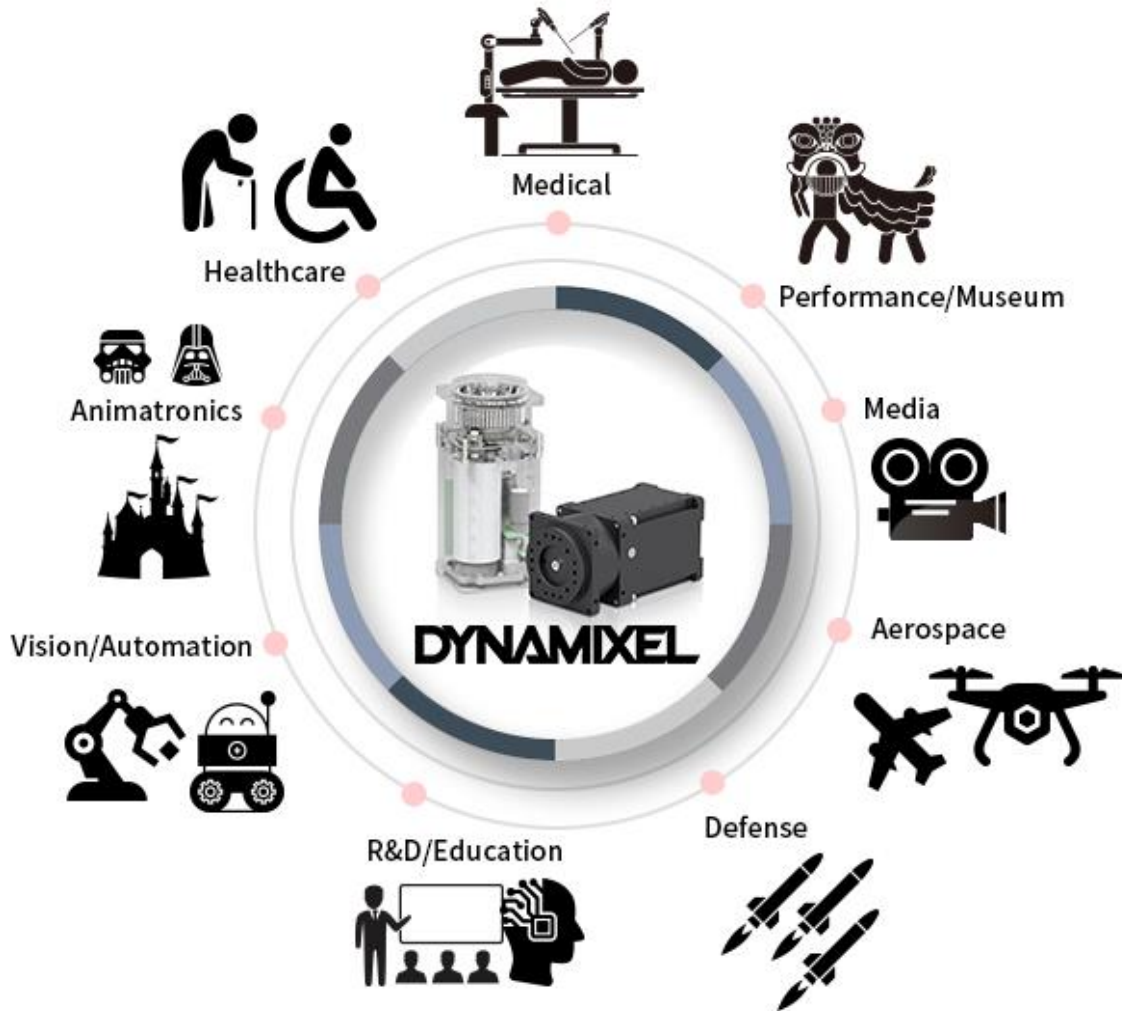 Medical
Performance/Museum
Healthcare
Animatronics
Media
DYNAMIXEL
Vision/Automation
Aerospace
Defense
R&D/Education